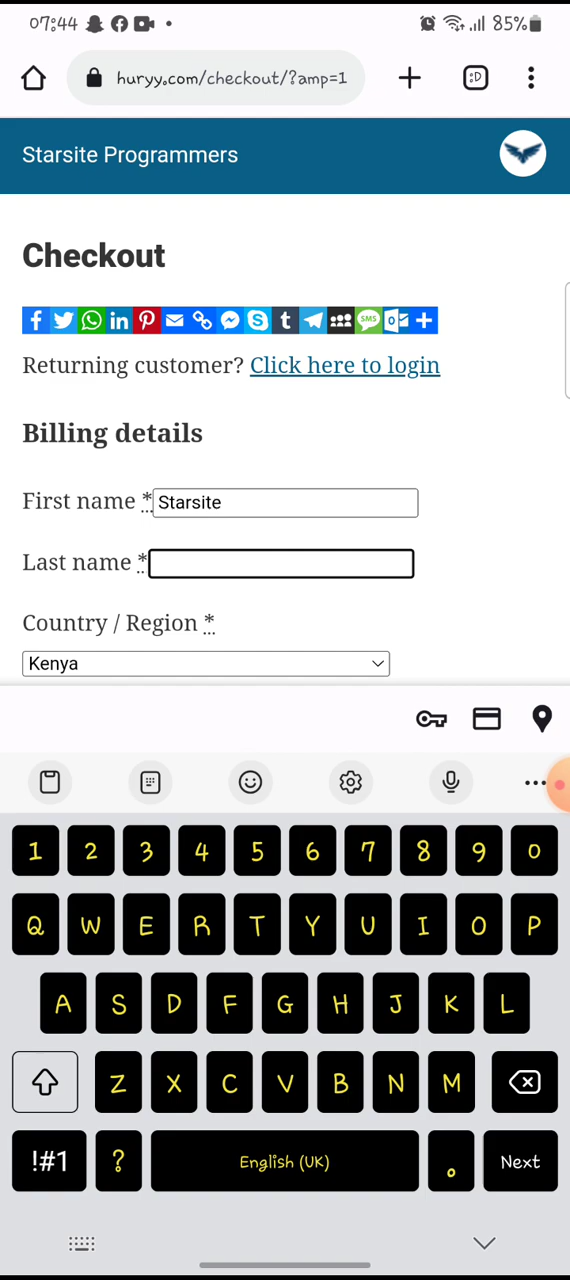 07:44 85%
huryy.com/checkout/?amp=1 :D
Starsite Programmers
Checkout
SMS
Returning customer? Click here to login
Billing details
First name * Starsite
Last name *
Country / Region *
Kenya
1 2 3 4 5 6 7 8 9 0
Q W E R T Y U I O P
A S D F G H J K L
Z X C V B N M
!#1 ? English (UK) . Next